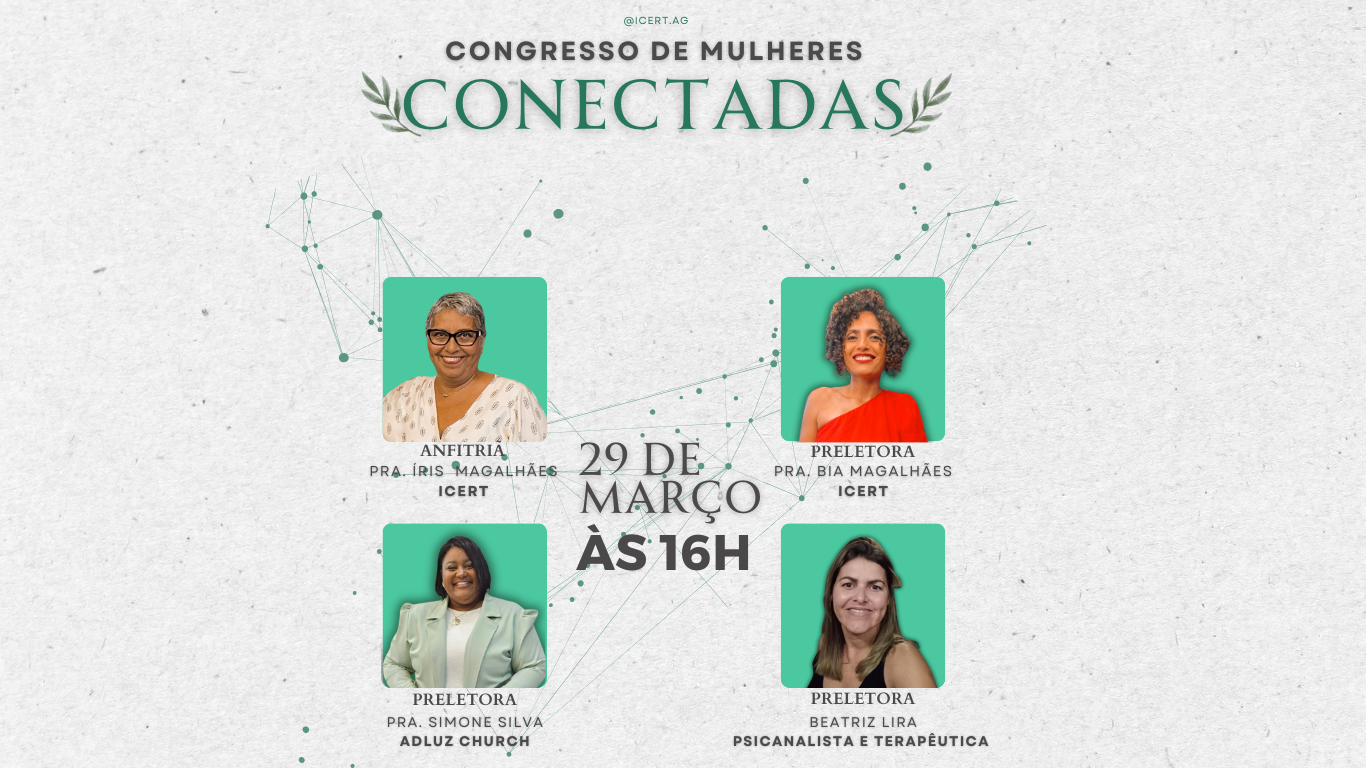 @ICERT.AG
CONGRESSO DE MULHERES
CONECTADAS
ANFITRIA
PRA. ÍRIS MAGALHÃES
ICERT
PRELETORA
PRA. BIA MAGALHÃES
ICERT
29 DE
MARÇO
ÀS 16H
PRELETORA
PRA. SIMONE SILVA
ADLUZ CHURCH
PRELETORA
BEATRIZ LIRA
PSICANALISTA E TERAPÊUTICA